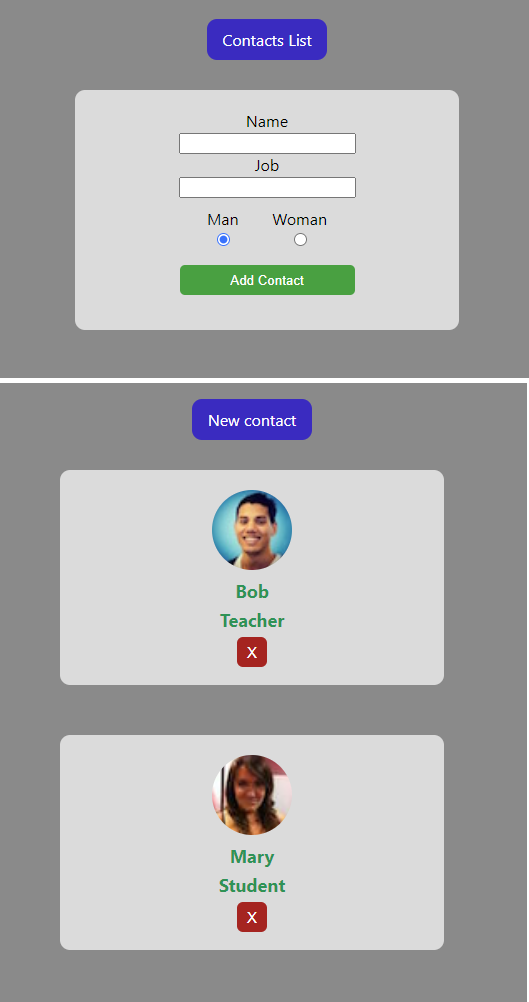 Contacts List
Name
Job
Man Woman
Add Contact
New contact
Bob
Teacher
X
Mary
Student
X